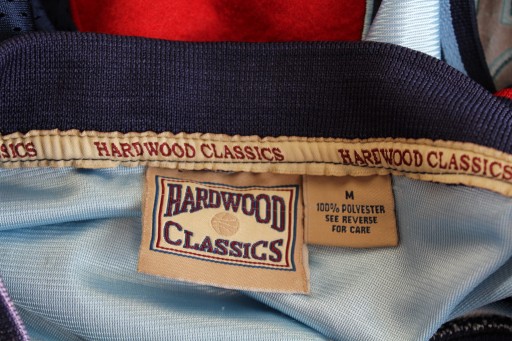 SICS HARDWOOD CLASSICS HARDWOOD CLASSICS
HARDWOOD
CLASSICS
M
100% POLYESTER
SEE REVERSE
FOR CARE